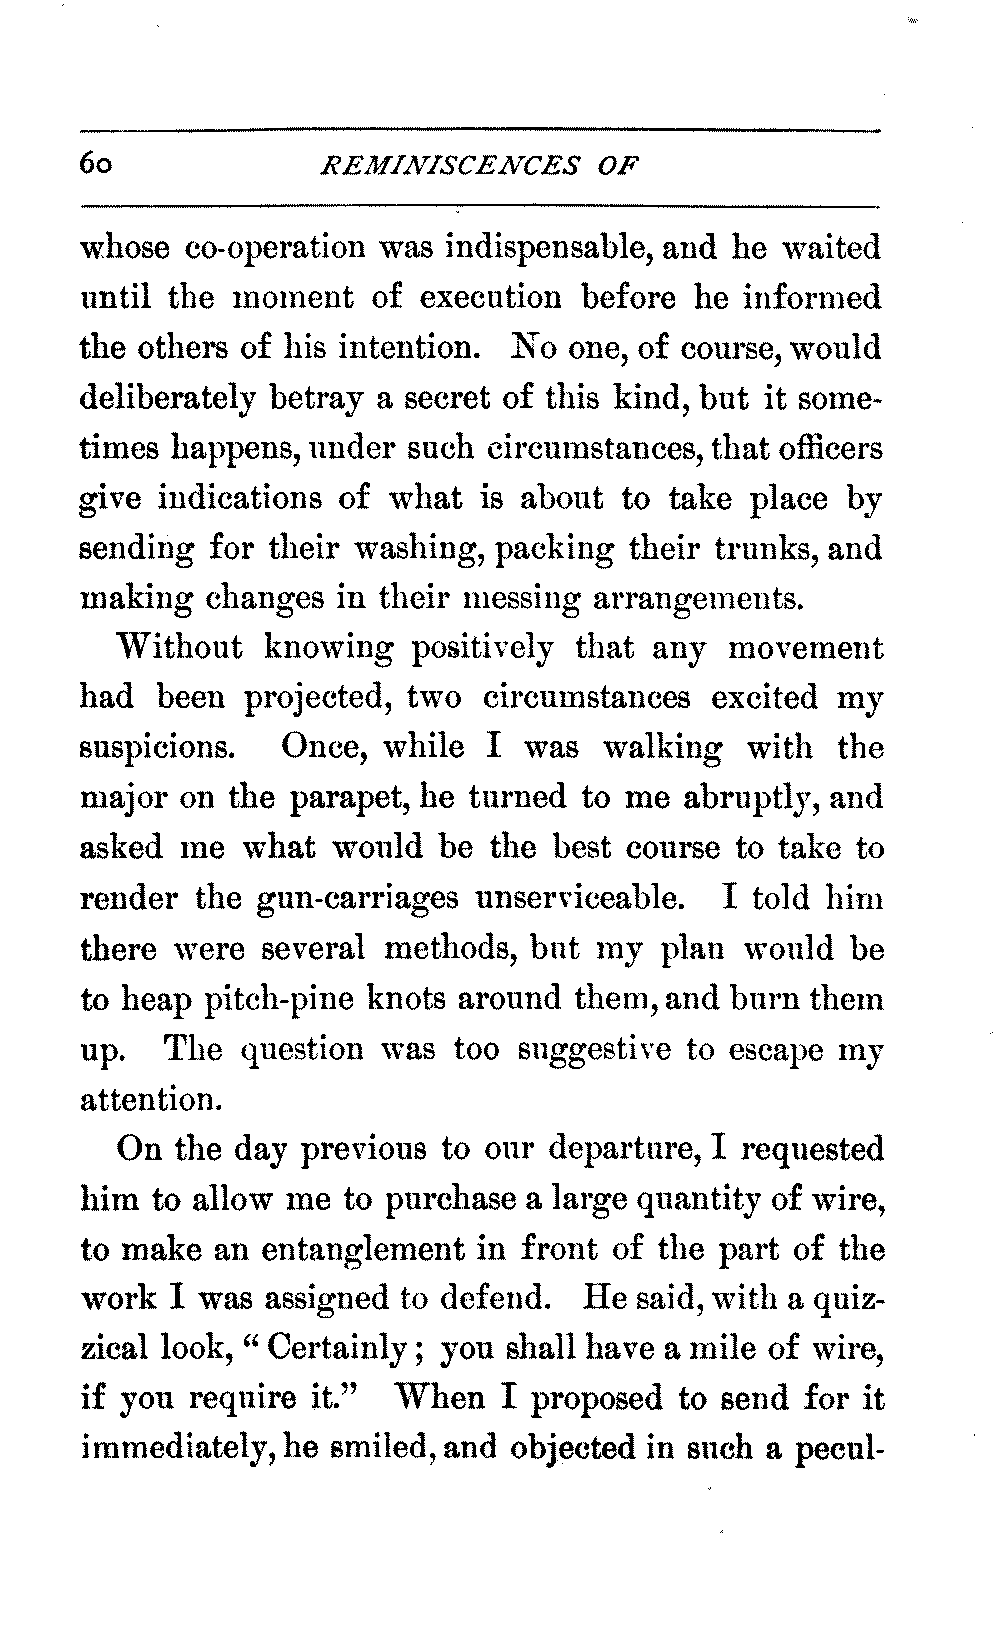 60 REMINISCENCES OF
whose co-operation was indispensable, and he waited
until the moment of execution before he informed
the others of his intention. No one, of course, would
deliberately betray a secret of this kind, but it some-
times happens, under such circumstances, that officers
give indications of what is about to take place by
sending for their washing, packing their trunks, and
making changes in their messing arrangements.
Without knowing positively that any movement
had been projected, two circumstances excited my
suspicions. Once, while I was walking with the
major on the parapet, he turned to me abruptly, and
asked me what would be the best course to take to
render the gun-carriages unserviceable. I told him
there were several methods, but my plan would be
to heap pitch-pine knots around them, and burn them
up. The question was too suggestive to escape my
attention.
On the day previous to our departure, I requested
him to allow me to purchase a large quantity of wire,
to make an entanglement in front of the part of the
work I was assigned to defend. He said, with a quiz-
zical look, “ Certainly ; you shall have a mile of wire,
if you require it.” When I proposed to send for it
immediately, he smiled, and objected in such a pecul-